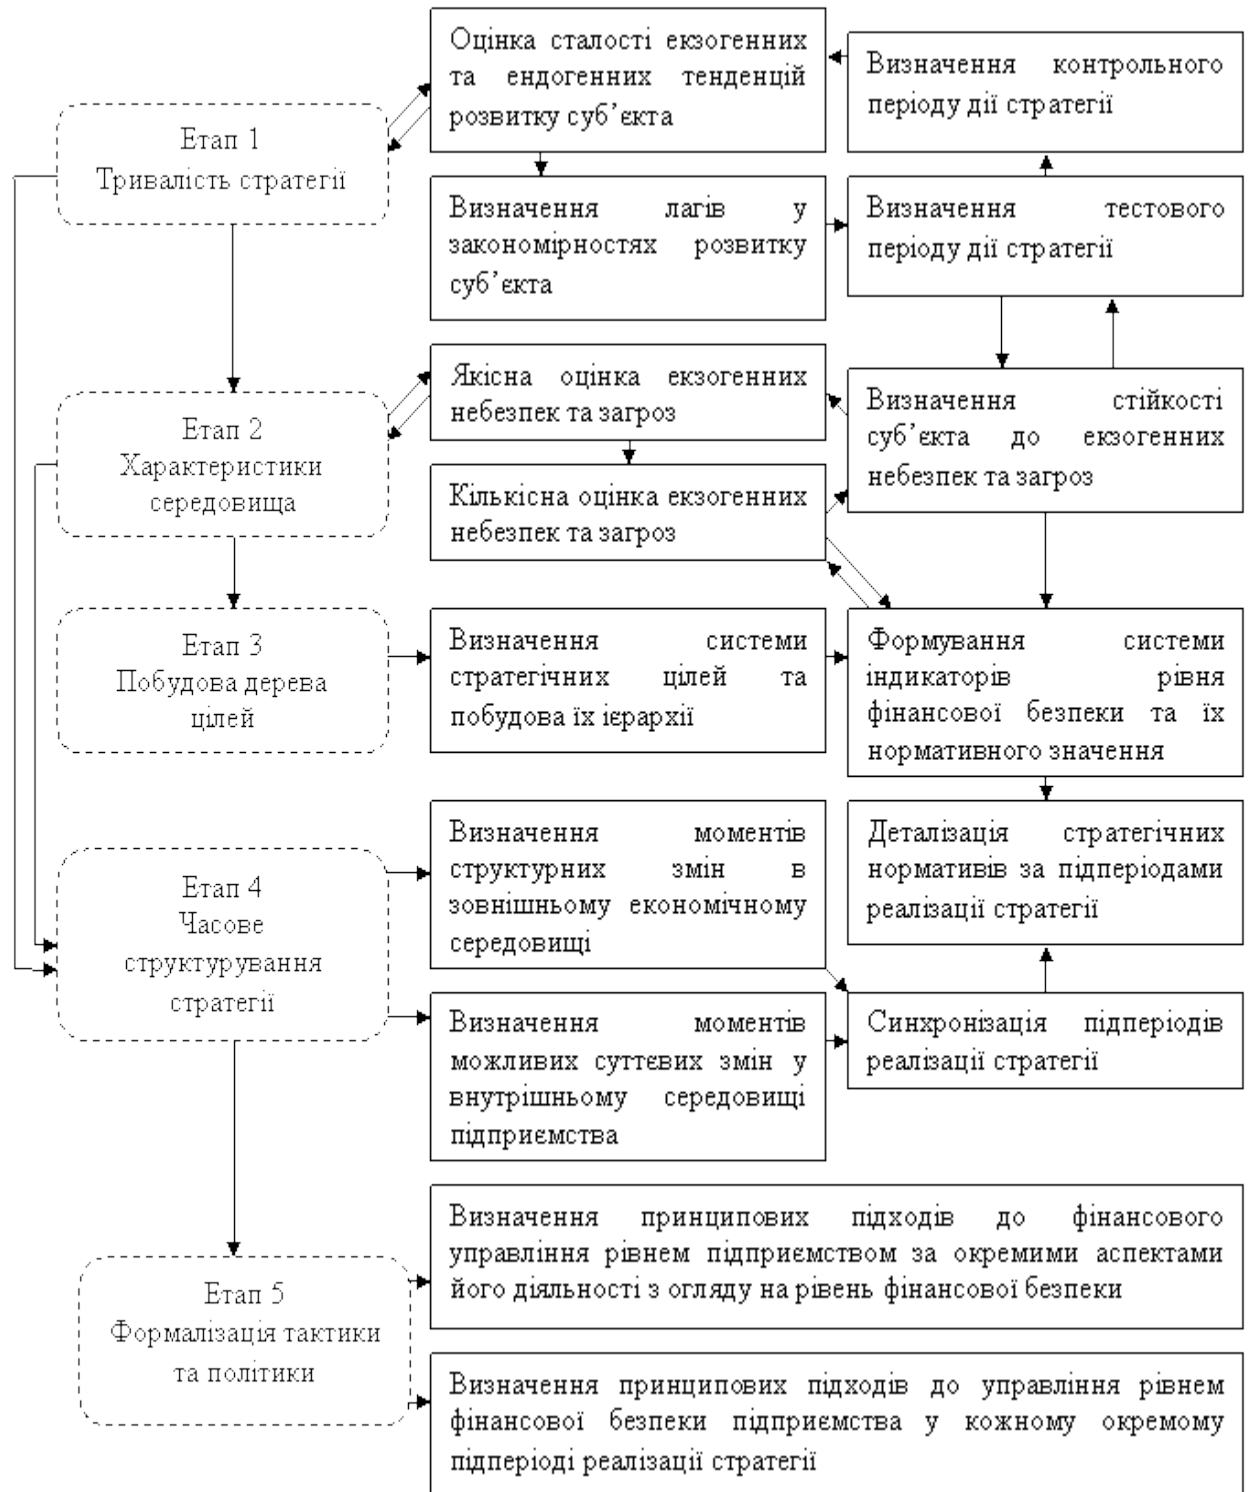 Оцінка сталості екзогенних
та ендогенних тенденцій
розвитку суб’єкта
Визначення контрольного
періоду дії стратегії
Етап 1
Тривалість стратегії
Визначення лагів у
закономірностях розвитку
суб’єкта
Визначення тестового
періоду дії стратегії
Етап 2
Характеристики
середовища
Якісна оцінка екзогенних
небезпек та загроз
Визначення стійкості
суб’єкта до екзогенних
небезпек та загроз
Кількісна оцінка екзогенних
небезпек та загроз
Етап 3
Побудова дерева
цілей
Визначення системи
стратегічних цілей та
побудова їх ієрархії
Формування системи
індикаторів рівня
фінансової безпеки та їх
нормативного значення
Етап 4
Часове
структурування
стратегії
Визначення моментів
структурних змін в
зовнішньому економічному
середовищі
Деталізація стратегічних
нормативів за підперіодами
реалізації стратегії
Визначення моментів
можливих суттєвих змін у
внутрішньому середовищі
підприємства
Синхронізація підперіодів
реалізації стратегії
Етап 5
Формалізація тактики
та політики
Визначення принципових підходів до фінансового
управління рівнем підприємством за окремими аспектами
його діяльності з огляду на рівень фінансової безпеки
Визначення принципових підходів до управління рівнем
фінансової безпеки підприємства у кожному окремому
підперіоді реалізації стратегії